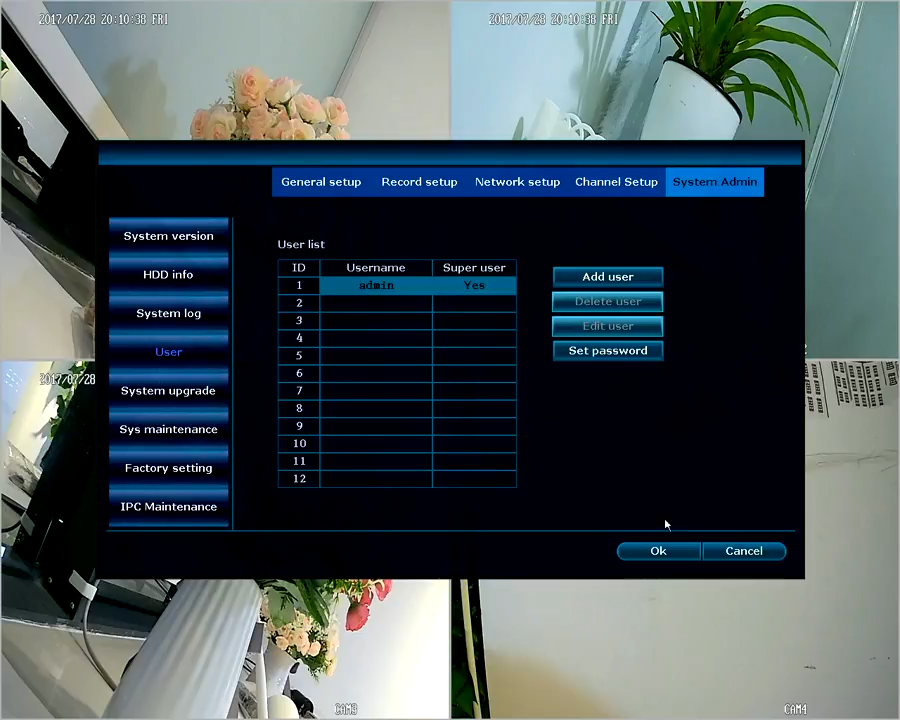 2017/07/28 20:10:38 FRI
2017/07/28 20:10:38 FRI
General setup Record setup Network setup Channel Setup System Admin
System version
HDD info
System log
User
System upgrade
Sys maintenance
Factory setting
IPC Maintenance
User list
ID Username Super user
1 admin Yes
2
3
4
5
6
7
8
9
10
11
12
Add user
Delete user
Edit user
Set password
2017/07/28
Ok Cancel
CAM3
CAM4